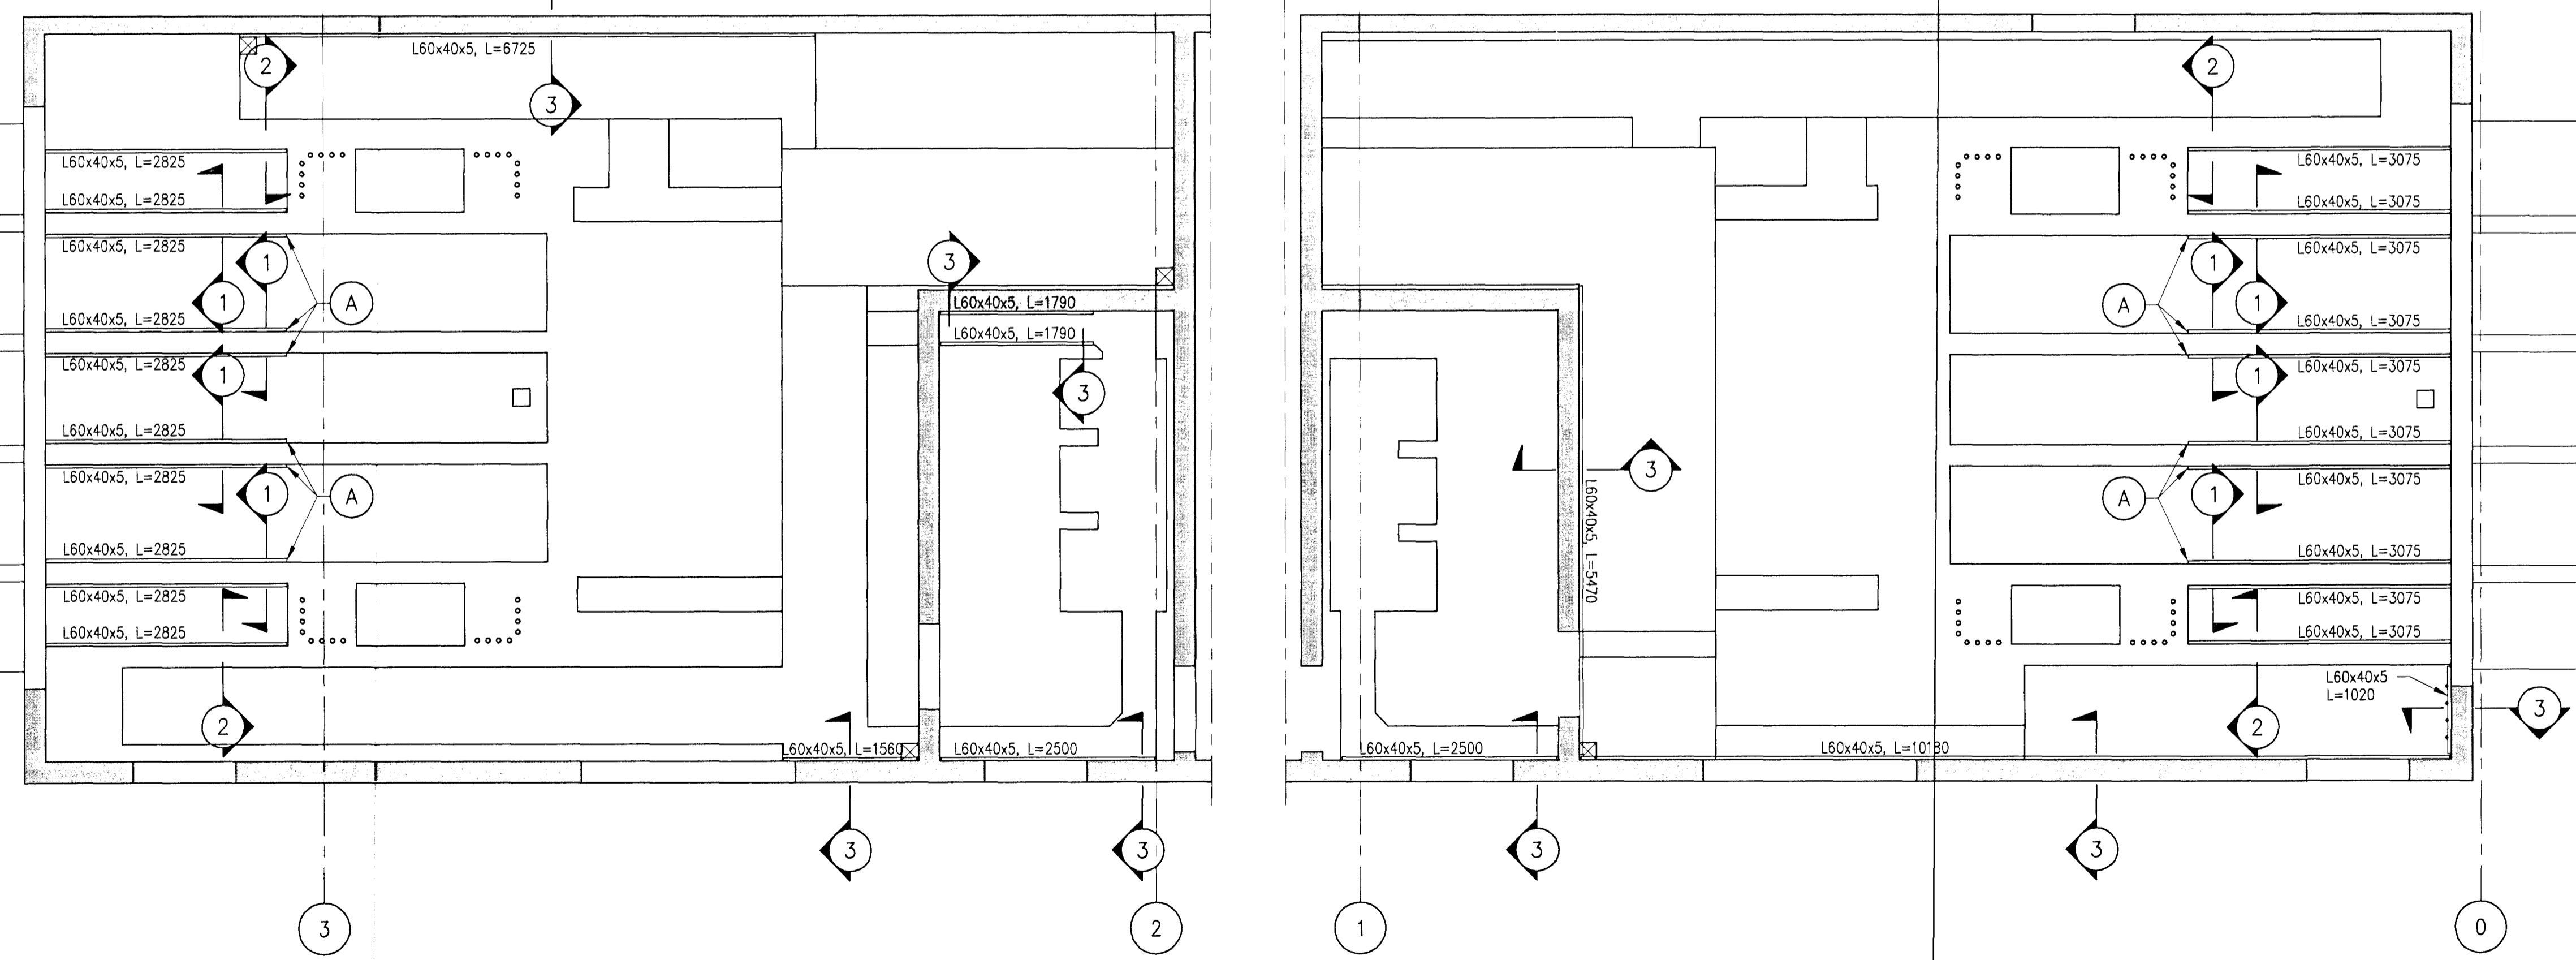 L60x40x5, L=6725
2
3
L60x40x5, L=2825
L60x40x5, L=2825
L60x40x5, L=2825
1
1
A
L60x40x5, L=2825
L60x40x5, L=2825
1
L60x40x5, L=2825
L60x40x5, L=2825
1
A
L60x40x5, L=2825
L60x40x5, L=2825
L60x40x5, L=2825
2
3
L60x40x5, L=1790
L60x40x5, L=1790
3
L60x40x5, L=1560
L60x40x5, L=2500
3
3
3
2
2
L60x40x5, L=3075
L60x40x5, L=3075
L60x40x5, L=3075
1
1
A
L60x40x5, L=3075
L60x40x5, L=3075
1
L60x40x5, L=3075
3
L60x40x5, L=5470
L60x40x5, L=3075
1
A
L60x40x5, L=3075
L60x40x5, L=3075
L60x40x5, L=3075
L60x40x5
L=1020
2
3
L60x40x5, L=2500
L60x40x5, L=10180
3
3
1
0